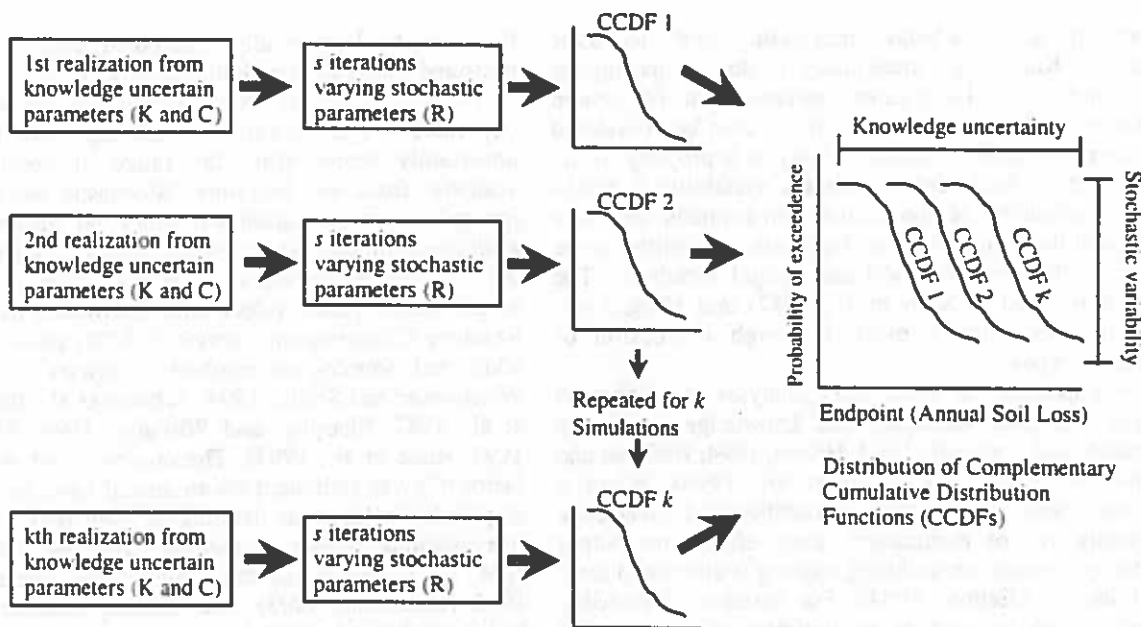 1st realization from
knowledge uncertain
parameters (K and C)
s iterations
varying stochastic
parameters (R)
CCDF 1
2nd realization from
knowledge uncertain
parameters (K and C)
s iterations
varying stochastic
parameters (R)
CCDF 2
Repeated for k
Simulations
kth realization from
knowledge uncertain
parameters (K and C)
s iterations
varying stochastic
parameters (R)
CCDF k
Knowledge uncertainty
Stochastic variability
Probability of exceedence
CCDF 1
CCDF 2
CCDF k
Endpoint (Annual Soil Loss)
Distribution of Complementary
Cumulative Distribution
Functions (CCDFs)